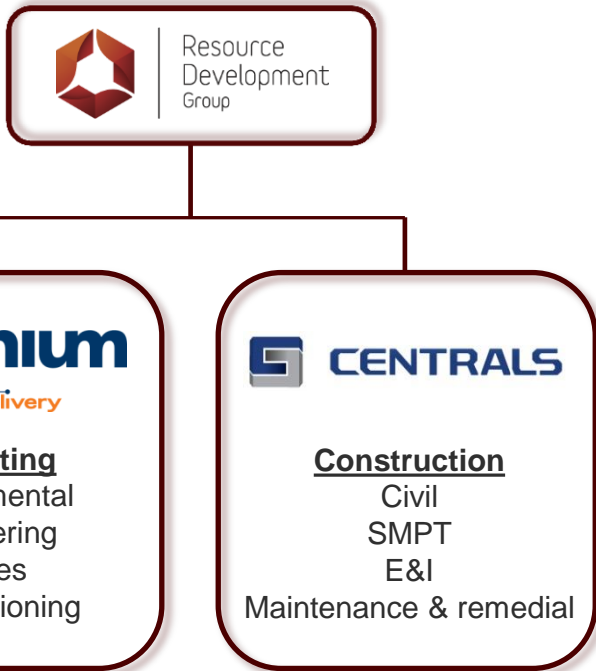 Resource
Development
Group
nium
livery
ting
mental
ering
es
ioning
CENTRALS
Construction
Civil
SMPT
E&I
Maintenance & remedial